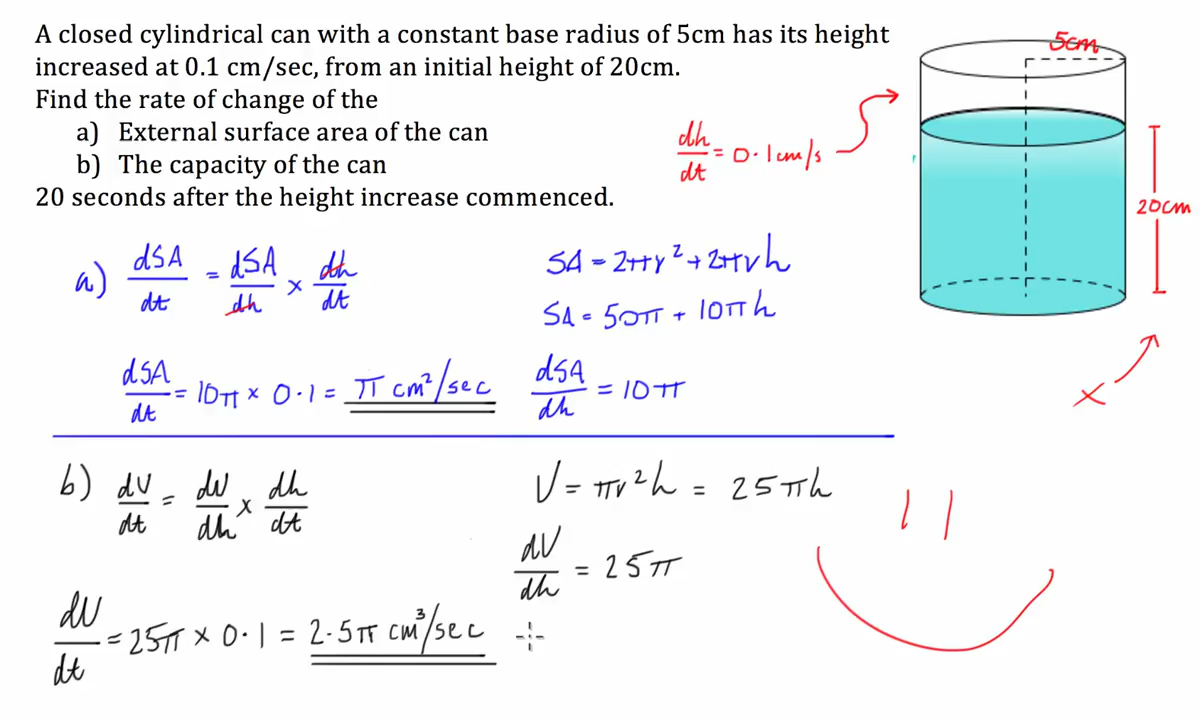 A closed cylindrical can with a constant base radius of 5cm has its height
increased at 0.1 cm/sec, from an initial height of 20cm.
Find the rate of change of the
a) External surface area of the can
b) The capacity of the can
20 seconds after the height increase commenced.
dh/dt = 0.1cm/s
5cm
20cm
x
a) dSA/dt = dSA/dh × dh/dt
SA = 2πr² + 2πrh
SA = 50π + 10πh
dSA/dt = 10π × 0.1 = π cm²/sec
dSA/dh = 10π
b) dV/dt = dV/dh × dh/dt
V = πr²h = 25πh
dV/dh = 25π
dV/dt = 25π × 0.1 = 2.5π cm³/sec